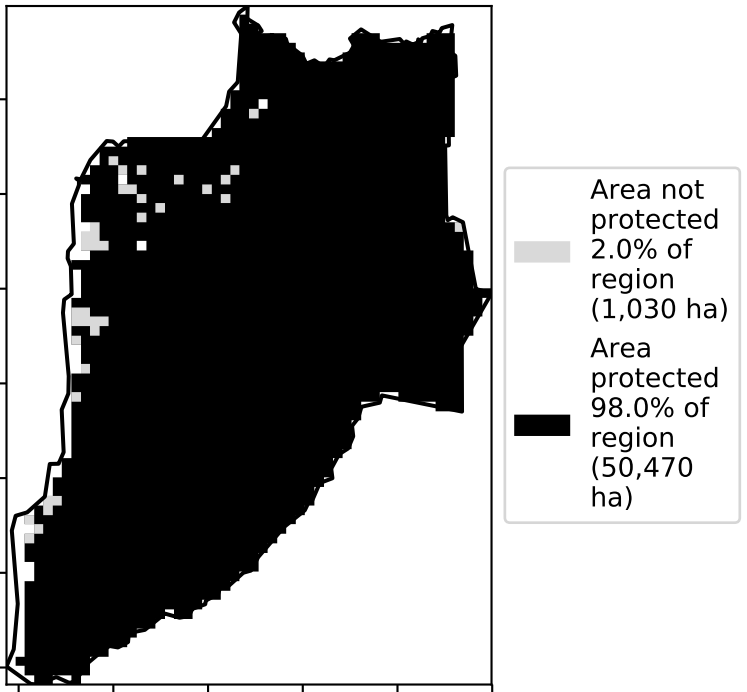 Area not
protected
2.0% of
region
(1,030 ha)
Area
protected
98.0% of
region
(50,470
ha)